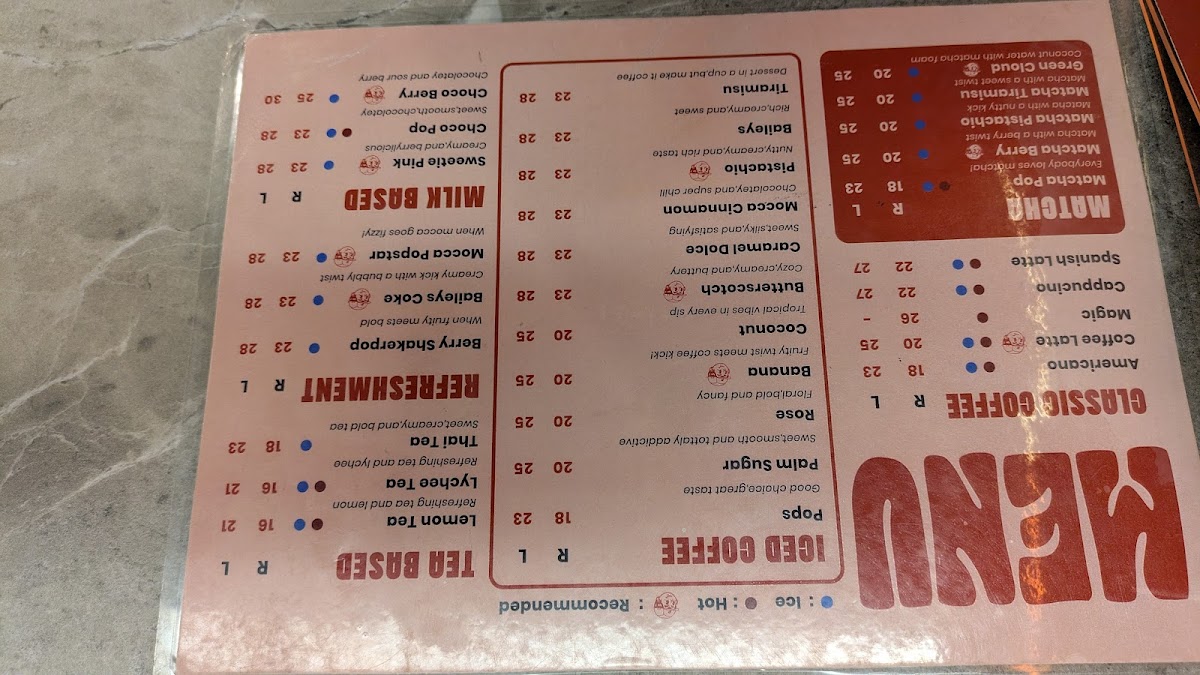 MENU
: Ice : Hot : Recommended
CLASSIC COFFEE R L
Americano 18 23
Coffee Latte 20 25
Magic 26 -
Cappucino 22 27
Spanish Latte 22 27
MATCHA R L
Matcha Pop 18 23
Everybody loves matcha!
Matcha Berry 20 25
Matcha with a berry twist
Matcha Pistachio 20 25
Matcha with a nutty kick
Matcha Tiramisu 20 25
Matcha with a sweet twist
Green Cloud 20 25
Coconut water with matcha foam
ICED COFFEE R L
Pops 18 23
Good choice,great taste
Palm Sugar 20 25
Sweet,smooth and tottaly addictive
Rose 20 25
Floral,bold and fancy
Banana 20 25
Fruity twist meets coffee kick!
Coconut 20 25
Tropical vibes in every sip
Butterscotch 23 28
Cozy,creamy,and buttery
Caramel Dolce 23 28
Sweet,silky,and satisfying
Mocca Cinnamon 23 28
Chocolatey,and super chill
Pistachio 23 28
Nutty,creamy,and rich taste
Baileys 23 28
Rich,creamy,and sweet
Tiramisu 23 28
Dessert in a cup,but make it coffee
TEA BASED R L
Lemon Tea 16 21
Refreshing tea and lemon
Lychee Tea 16 21
Refreshing tea and lychee
Thai Tea 18 23
Sweet,creamy,and bold tea
REFRESHMENT R L
Berry Shakerpop 23 28
When fruity meets bold
Baileys Coke 23 28
Creamy kick with a bubbly twist
Mocca Popstar 23 28
When mocca goes fizzy!
MILK BASED R L
Sweetie Pink 23 28
Creamy,and berrylicious
Choco Pop 23 28
Sweet,smooth,chocolatey
Choco Berry 25 30
Chocolatey and sour berry